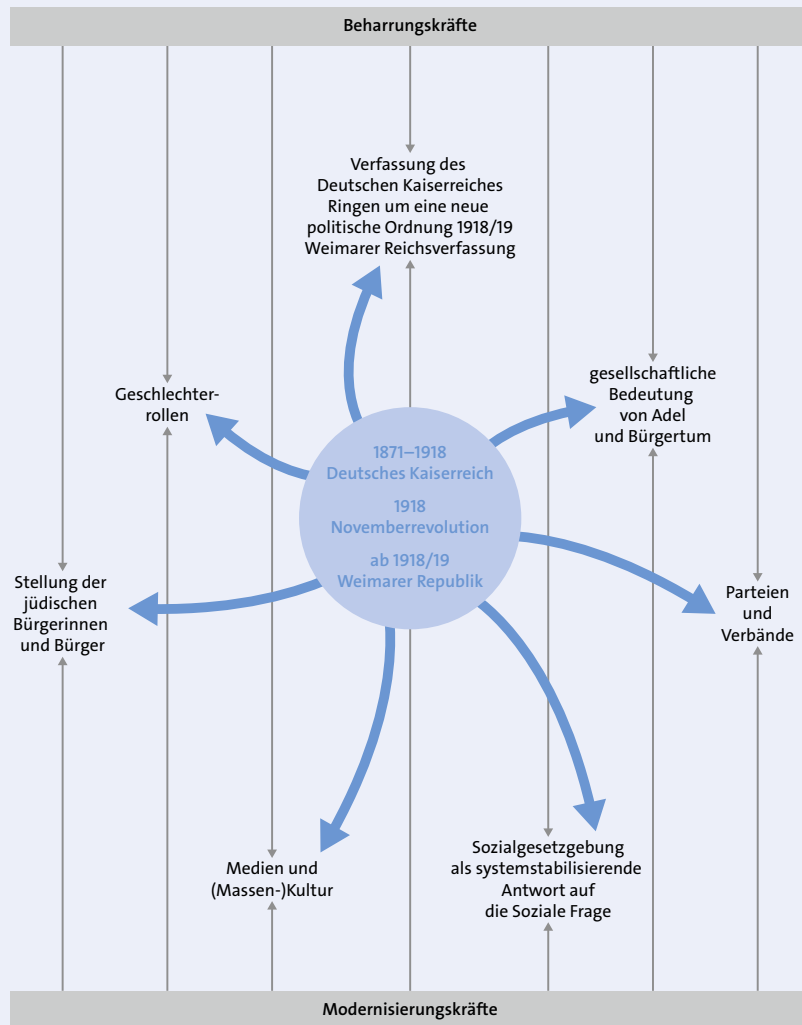 Beharrungskräfte
Verfassung des
Deutschen Kaiserreiches
Ringen um eine neue
politische Ordnung 1918/19
Weimarer Reichsverfassung
Geschlechter-
rollen
gesellschaftliche
Bedeutung
von Adel
und Bürgertum
1871–1918
Deutsches Kaiserreich
1918
Novemberrevolution
ab 1918/19
Weimarer Republik
Stellung der
jüdischen
Bürgerinnen
und Bürger
Parteien
und
Verbände
Medien und
(Massen-)Kultur
Sozialgesetzgebung
als systemstabilisierende
Antwort auf
die Soziale Frage
Modernisierungskräfte